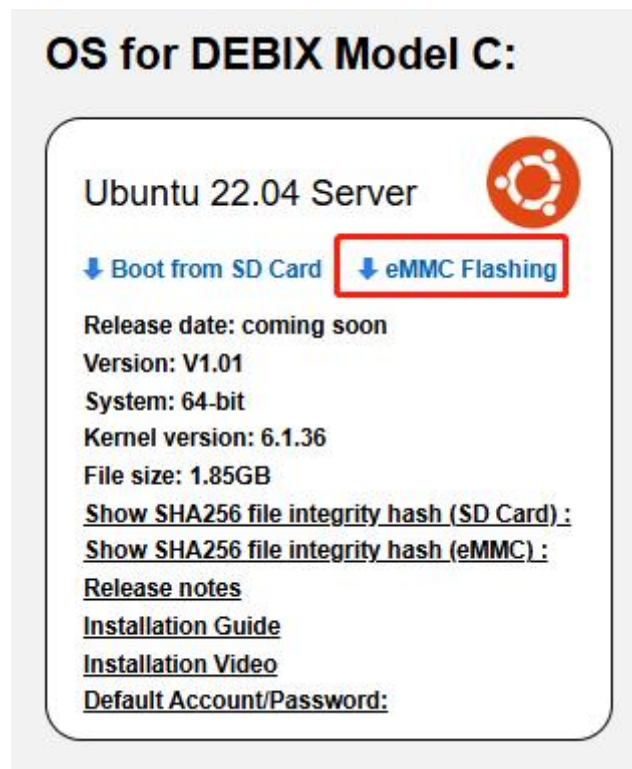 OS for DEBIX Model C:
Ubuntu 22.04 Server
Boot from SD Card eMMC Flashing
Release date: coming soon
Version: V1.01
System: 64-bit
Kernel version: 6.1.36
File size: 1.85GB
Show SHA256 file integrity hash (SD Card) :
Show SHA256 file integrity hash (eMMC) :
Release notes
Installation Guide
Installation Video
Default Account/Password: